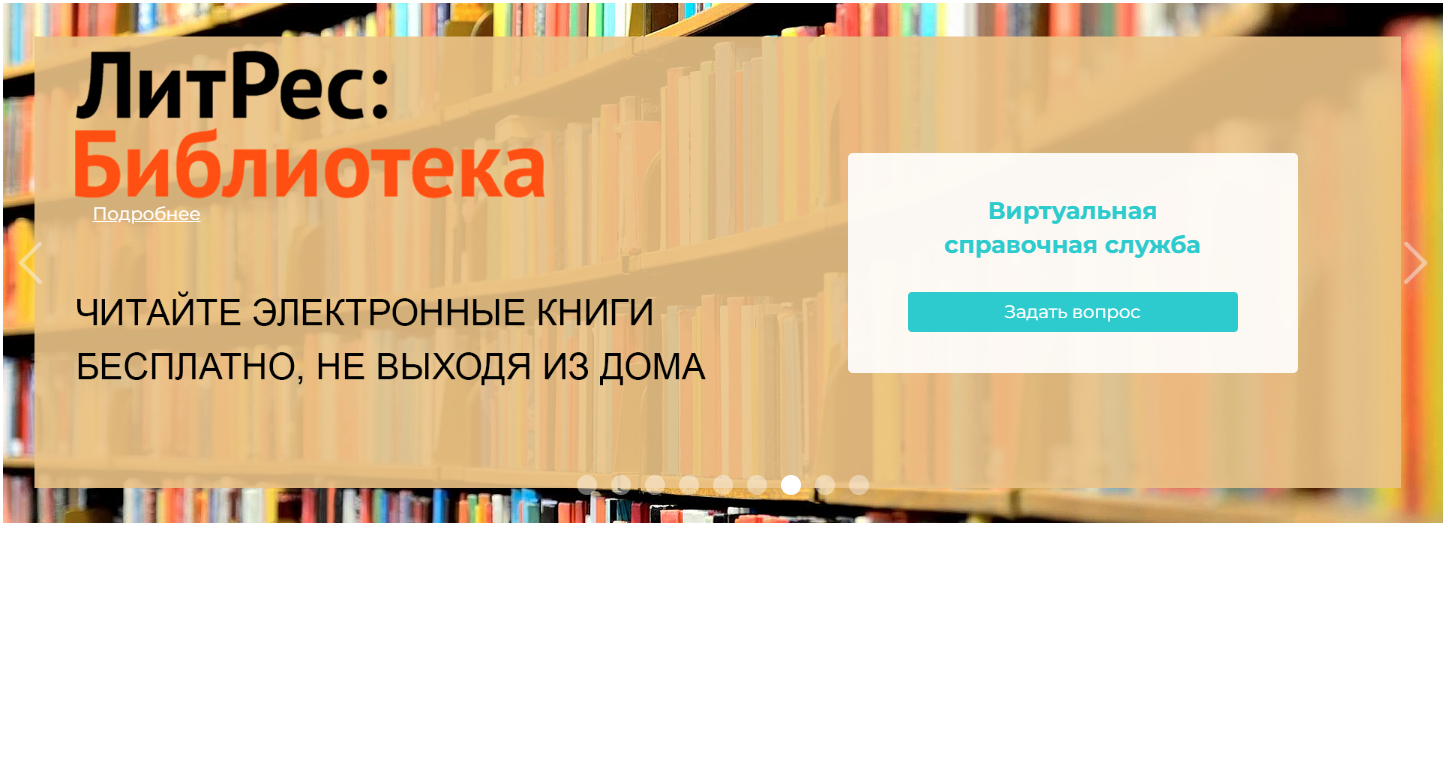 ЛитРес:
Библиотека
Подробнее
ЧИТАЙТЕ ЭЛЕКТРОННЫЕ КНИГИ
БЕСПЛАТНО, НЕ ВЫХОДЯ ИЗ ДОМА
Виртуальная
справочная служба
Задать вопрос